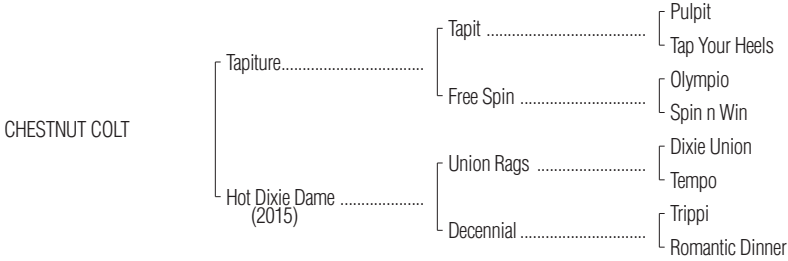 Pulpit
Tapit ......................................
Tap Your Heels
Tapiture..................................
Olympio
Free Spin ..............................
Spin n Win
CHESTNUT COLT
Dixie Union
Union Rags ..........................
Tempo
Hot Dixie Dame ....................
(2015)
Trippi
Decennial ..............................
Romantic Dinner